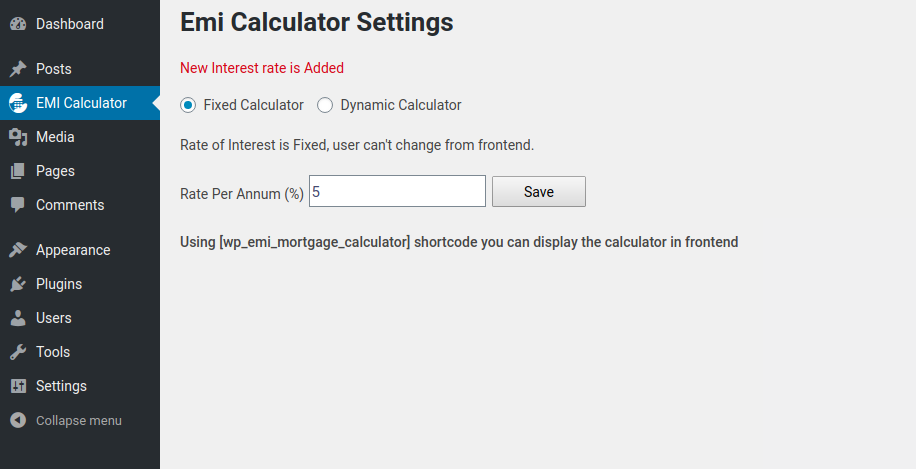 Dashboard
Posts
EMI Calculator
Media
Pages
Comments
Appearance
Plugins
Users
Tools
Settings
Collapse menu
Emi Calculator Settings
New Interest rate is Added
Fixed Calculator Dynamic Calculator
Rate of Interest is Fixed, user can't change from frontend.
Rate Per Annum (%) 5 Save
Using [wp_emi_mortgage_calculator] shortcode you can display the calculator in frontend